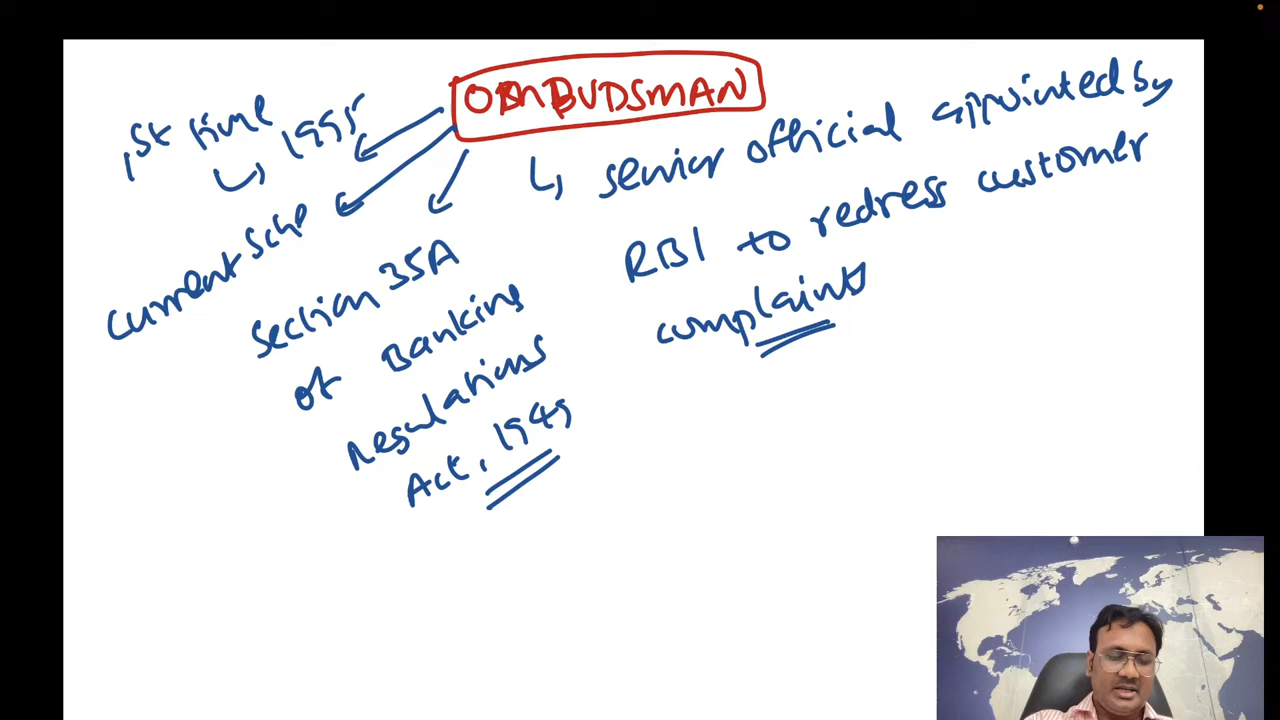 OMBUDSMAN
1st time
↳ 1995
current sche
section 35A
of Banking
Regulations
Act, 1949
↳ senior official appointed by
RBI to redress customer
complaints